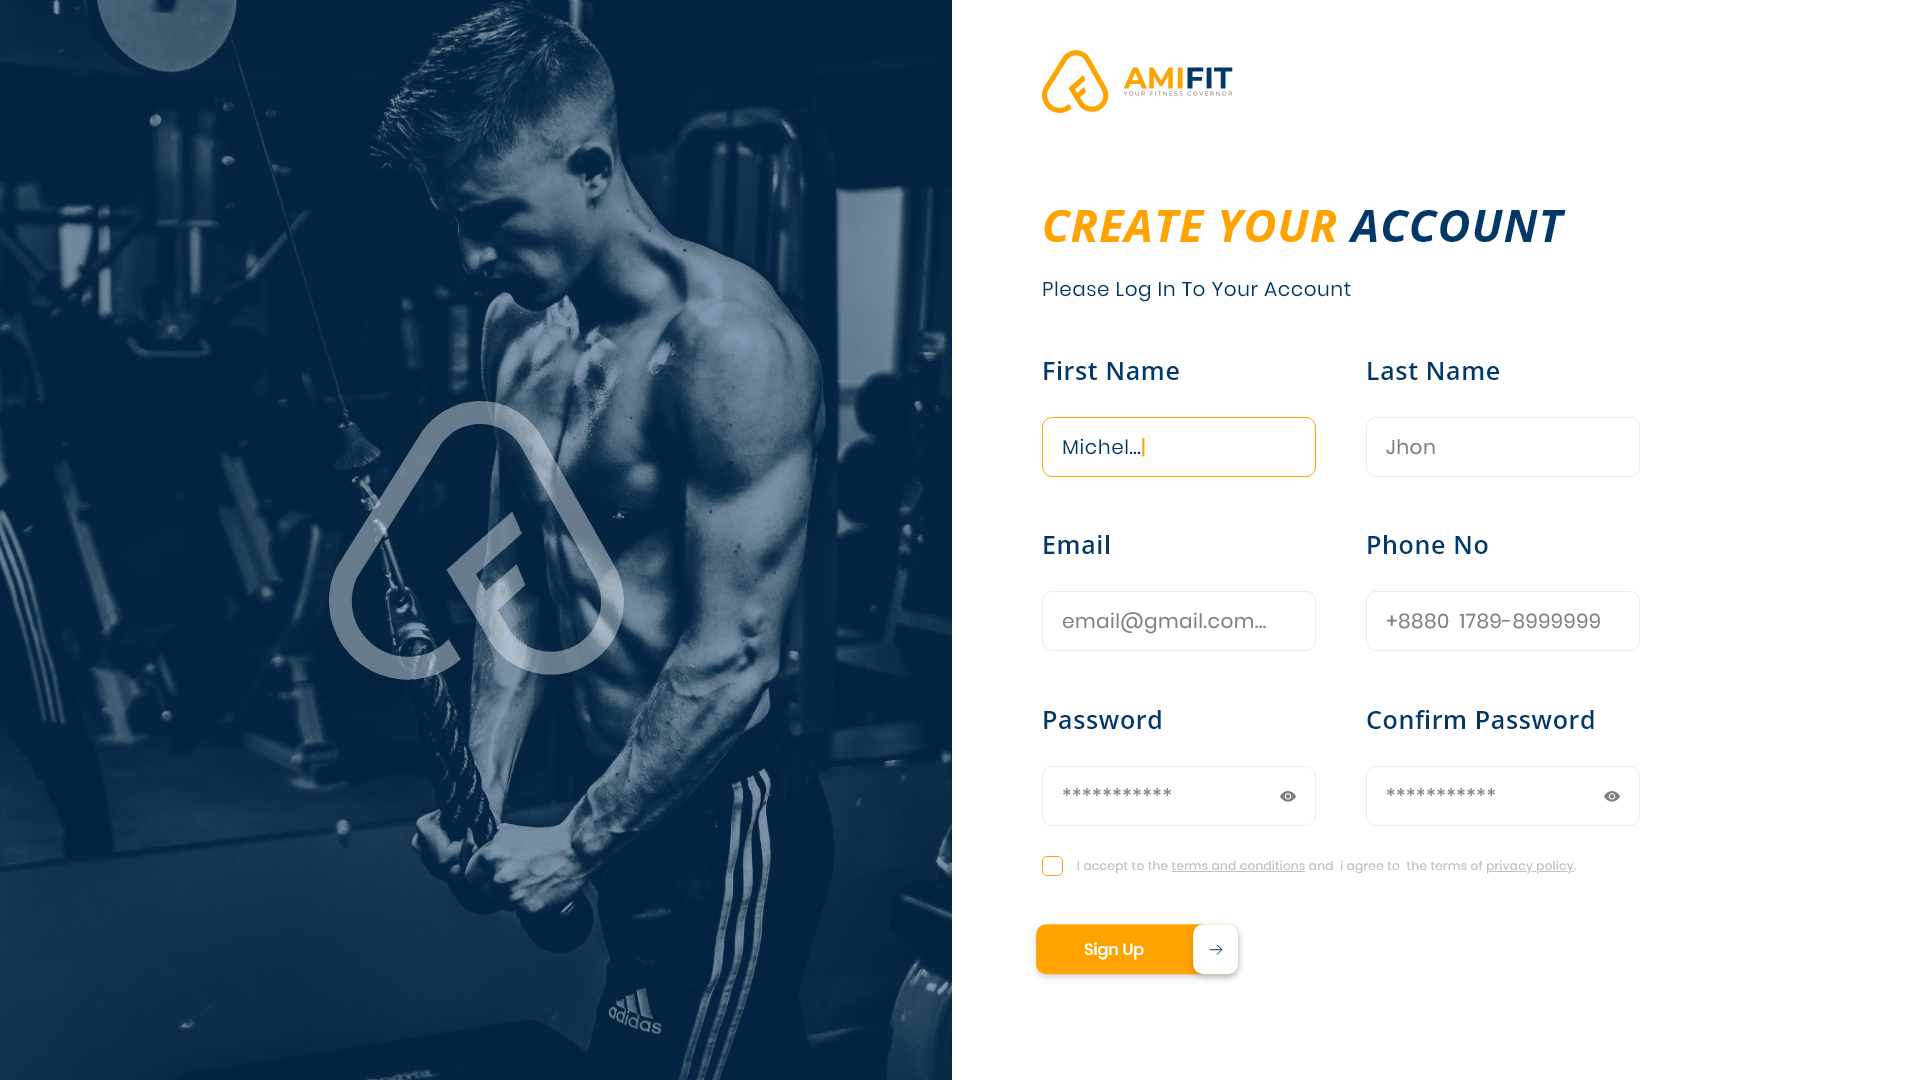 AMIFIT
YOUR FITNESS GOVERNOR
CREATE YOUR ACCOUNT
Please Log In To Your Account
First Name
Last Name
Michel...
Jhon
Email
Phone No
email@gmail.com...
+8880 1789-8999999
Password
Confirm Password
***********
***********
I accept to the terms and conditions and i agree to the terms of privacy policy.
Sign Up
adidas